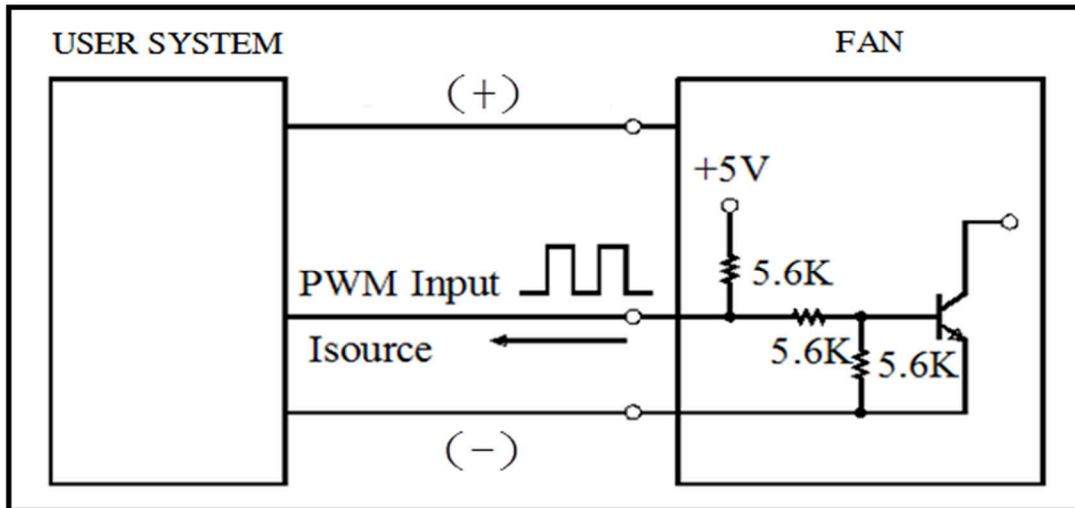 USER SYSTEM
FAN
(+)
+5V
5.6K
PWM Input
Isource
5.6K
5.6K
(-)